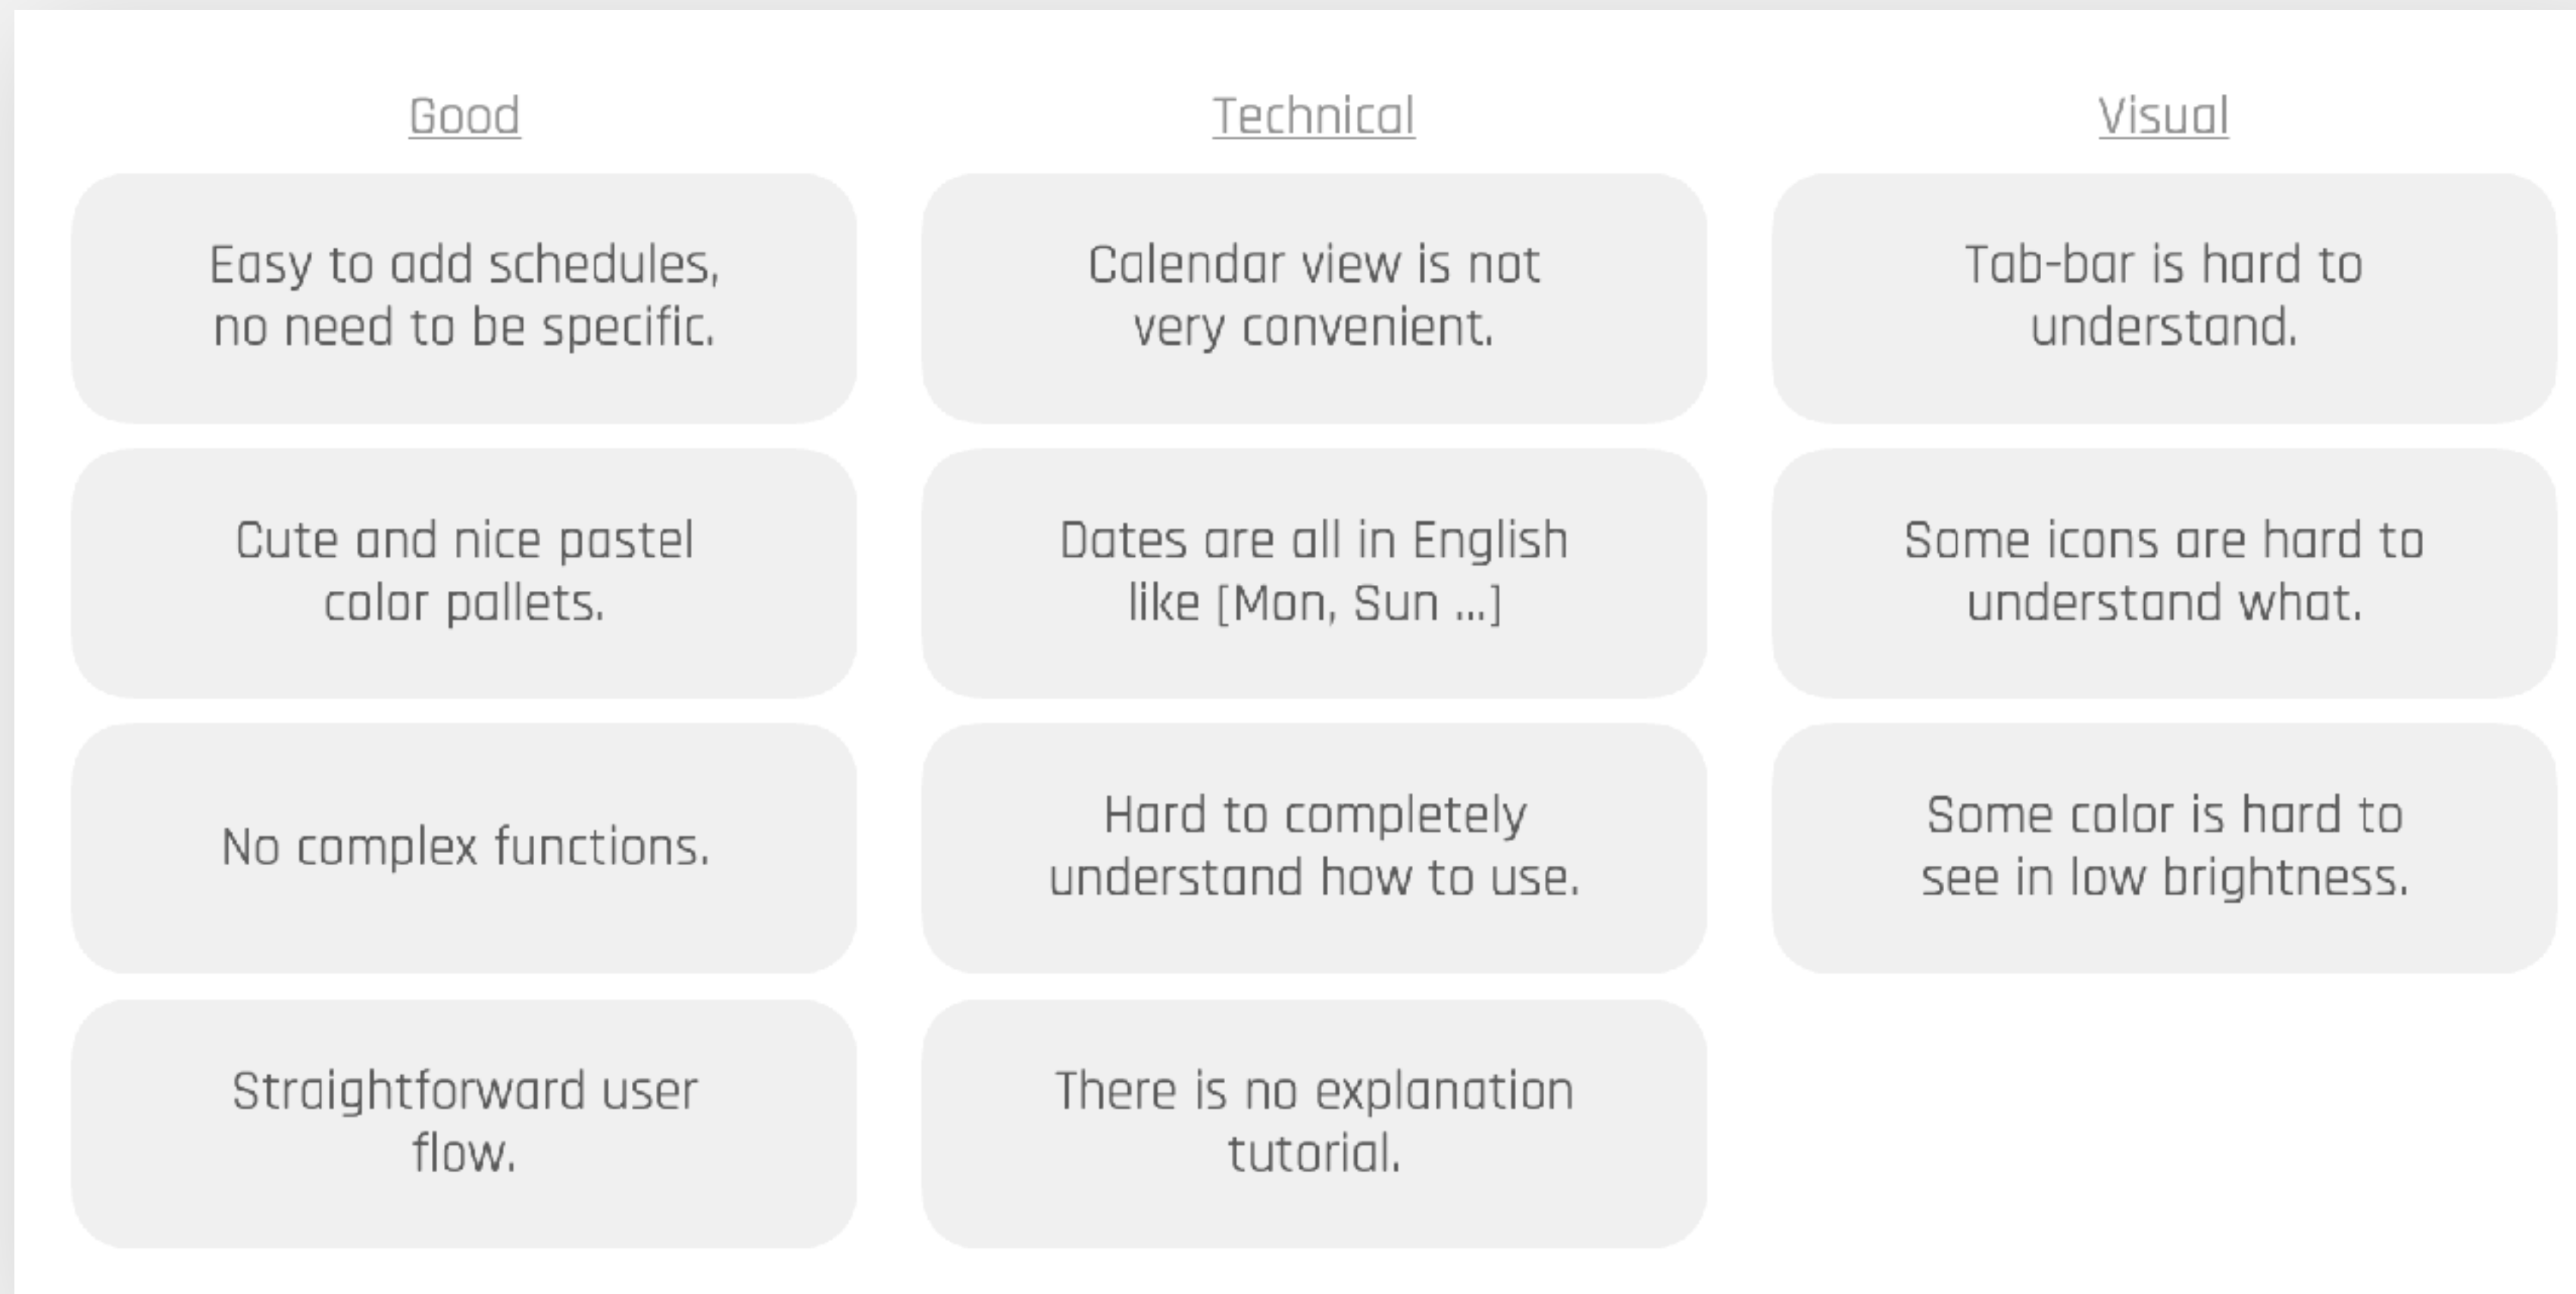 Good
Easy to add schedules,
no need to be specific.
Cute and nice pastel
color pallets.
No complex functions.
Straightforward user
flow.
Technical
Calendar view is not
very convenient.
Dates are all in English
like [Mon, Sun ...]
Hard to completely
understand how to use.
There is no explanation
tutorial.
Visual
Tab-bar is hard to
understand.
Some icons are hard to
understand what.
Some color is hard to
see in low brightness.